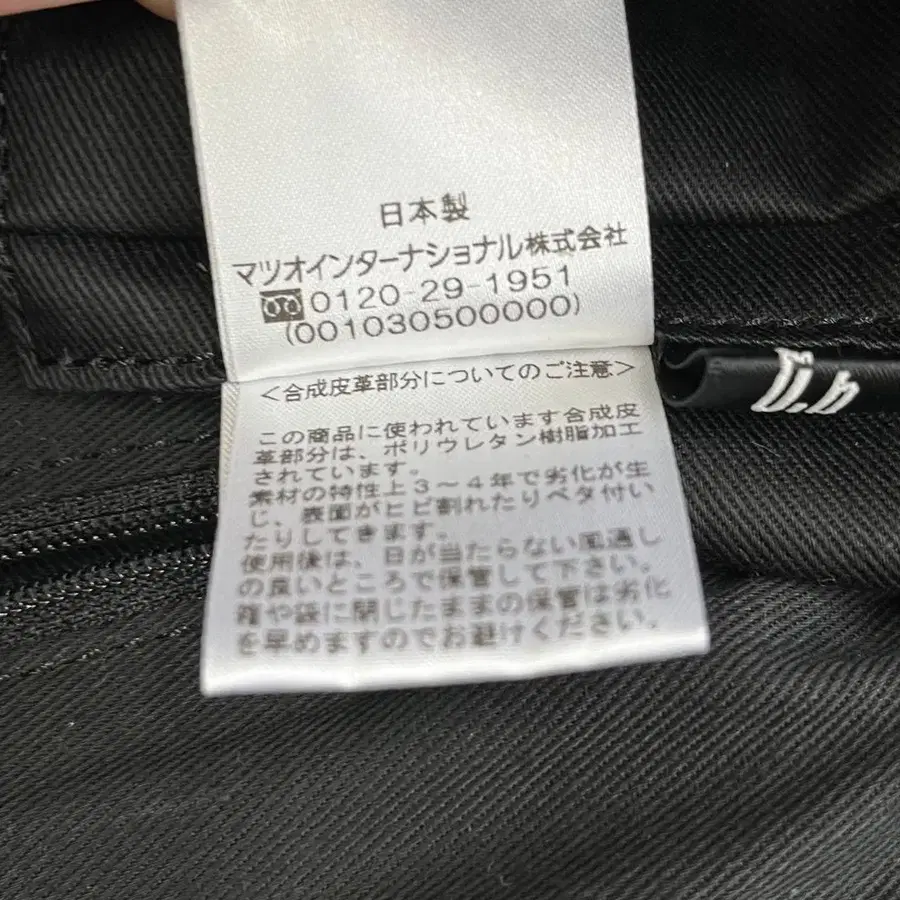 日本製
マツオインターナショナル株式会社
0120-29-1951
(001030500000)
<合成皮革部分についてのご注意>
この商品に使われています合成皮
革部分は、ポリウレタン樹脂加工
されています。
素材の特性上3～4年で劣化が生
じ、表面がヒビ割れたりベタ付い
たりしてきます。
使用後は、日が当たらない風通し
の良いところで保管して下さい。
箱や袋に閉じたままの保管は劣化
を早めますのでお避けください。